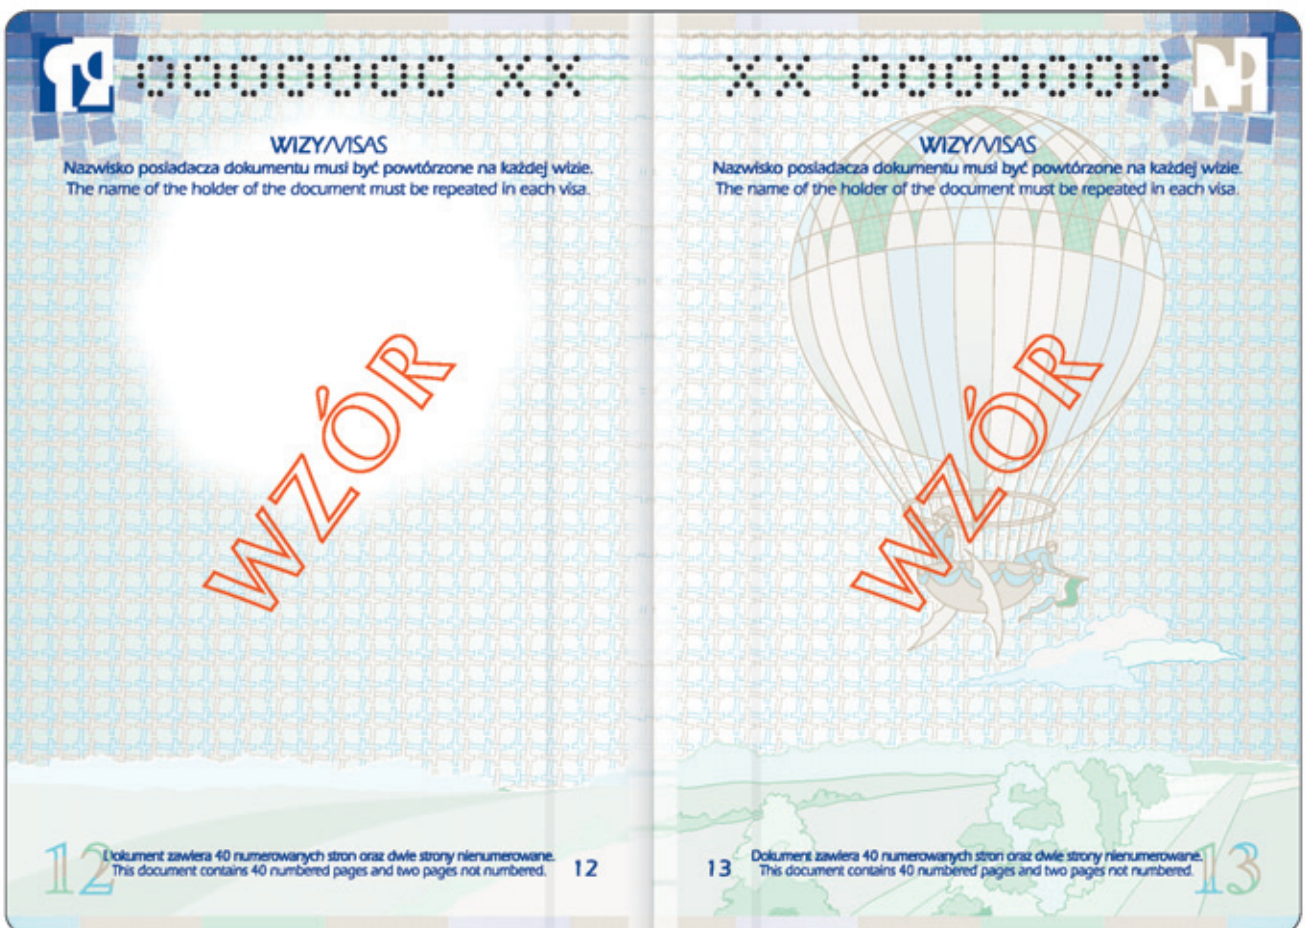 0000000 XX
WIZY/VISAS
Nazwisko posiadacza dokumentu musi być powtórzone na każdej wizie.
The name of the holder of the document must be repeated in each visa.
WZÓR
12
Dokument zawiera 40 numerowanych stron oraz dwie strony nienumerowane.
This document contains 40 numbered pages and two pages not numbered.
12
XX 0000000
WIZY/VISAS
Nazwisko posiadacza dokumentu musi być powtórzone na każdej wizie.
The name of the holder of the document must be repeated in each visa.
WZÓR
13
Dokument zawiera 40 numerowanych stron oraz dwie strony nienumerowane.
This document contains 40 numbered pages and two pages not numbered.
13